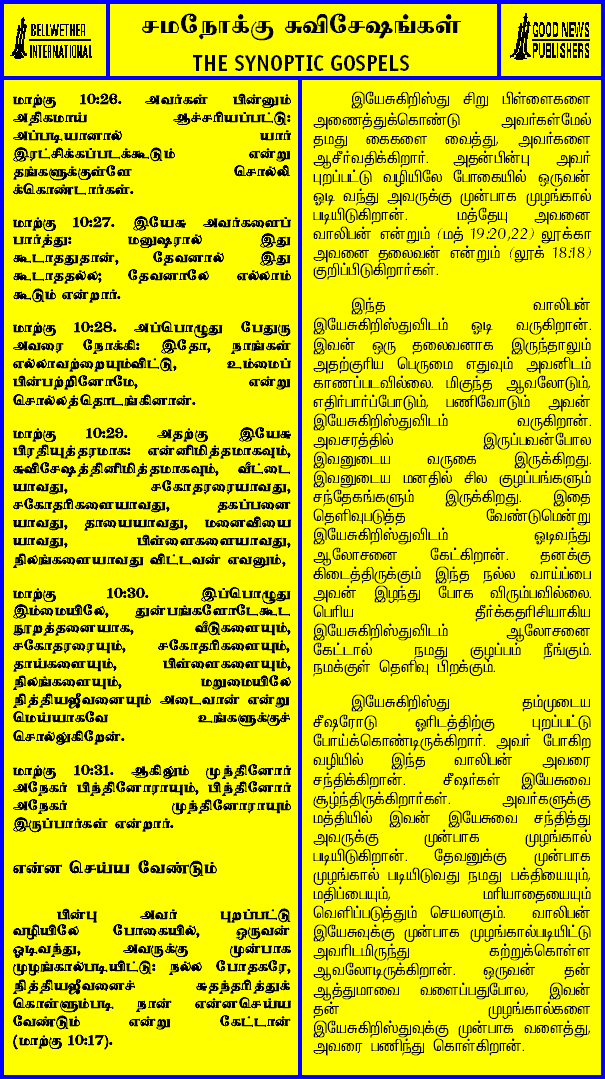 BELLWETHER
INTERNATIONAL
சமநோக்கு சுவிசேஷங்கள்
THE SYNOPTIC GOSPELS
GOOD NEWS
PUBLISHERS
மாற்கு 10:26. அவர்கள் பின்னும்
அதிகமாய் ஆச்சரியப்பட்டு:
அப்படியானால் யார்
இரட்சிக்கப்படக்கூடும் என்று
தங்களுக்குள்ளே சொல்லி
க்கொண்டார்கள்.
மாற்கு 10:27. இயேசு அவர்களைப்
பார்த்து: மனுஷரால் இது
கூடாததுதான், தேவனால் இது
கூடாததல்ல; தேவனாலே எல்லாம்
கூடும் என்றார்.
மாற்கு 10:28. அப்பொழுது பேதுரு
அவரை நோக்கி: இதோ, நாங்கள்
எல்லாவற்றையும்விட்டு, உம்மைப்
பின்பற்றினோமே, என்று
சொல்லத்தொடங்கினான்.
மாற்கு 10:29. அதற்கு இயேசு
பிரதியுத்தரமாக: என்னிமித்தமாகவும்,
சுவிசேஷத்தினிமித்தமாகவும், வீட்டை
யாவது, சகோதரரையாவது,
சகோதரிகளையாவது, தகப்பனை
யாவது, தாயையாவது, மனைவியை
யாவது, பிள்ளைகளையாவது,
நிலங்களையாவது விட்டவன் எவனும்,
மாற்கு 10:30. இப்பொழுது
இம்மையிலே, துன்பங்களோடேகூட
நூறத்தனையாக, வீடுகளையும்,
சகோதரரையும், சகோதரிகளையும்,
தாய்களையும், பிள்ளைகளையும்,
நிலங்களையும், மறுமையிலே
நித்தியஜீவனையும் அடைவான் என்று
மெய்யாகவே உங்களுக்குச்
சொல்லுகிறேன்.
மாற்கு 10:31. ஆகிலும் முந்தினோர்
அநேகர் பிந்தினோராயும், பிந்தினோர்
அநேகர் முந்தினோராயும்
இருப்பார்கள் என்றார்.
என்ன செய்ய வேண்டும்
பின்பு அவர் புறப்பட்டு
வழியிலே போகையில், ஒருவன்
ஓடிவந்து, அவருக்கு முன்பாக
முழங்கால்படியிட்டு: நல்ல போதகரே,
நித்தியஜீவனைச் சுதந்தரித்துக்
கொள்ளும்படி நான் என்னசெய்ய
வேண்டும் என்று கேட்டான்
(மாற்கு 10:17).
இயேசுகிறிஸ்து சிறு பிள்ளைகளை
அணைத்துக்கொண்டு அவர்கள்மேல்
தமது கைகளை வைத்து, அவர்களை
ஆசீர்வதிக்கிறார். அதன்பின்பு அவர்
புறப்பட்டு வழியிலே போகையில் ஒருவன்
ஓடி வந்து அவருக்கு முன்பாக முழங்கால்
படியிடுகிறான். மத்தேயு அவனை
வாலிபன் என்றும் (மத் 19:20,22) லூக்கா
அவனை தலைவன் என்றும் (லூக் 18:18)
குறிப்பிடுகிறார்கள்.
இந்த வாலிபன்
இயேசுகிறிஸ்துவிடம் ஓடி வருகிறான்.
இவன் ஒரு தலைவனாக இருந்தாலும்
அதற்குரிய பெருமை எதுவும் அவனிடம்
காணப்படவில்லை. மிகுந்த ஆவலோடும்,
எதிர்பார்ப்போடும், பணிவோடும் அவன்
இயேசுகிறிஸ்துவிடம் வருகிறான்.
அவசரத்தில் இருப்பவன்போல
இவனுடைய வருகை இருக்கிறது.
இவனுடைய மனதில் சில குழப்பங்களும்
சந்தேகங்களும் இருக்கிறது. இதை
தெளிவுபடுத்த வேண்டுமென்று
இயேசுகிறிஸ்துவிடம் ஓடிவந்து
ஆலோசனை கேட்கிறான். தனக்கு
கிடைத்திருக்கும் இந்த நல்ல வாய்ப்பை
அவன் இழந்து போக விரும்பவில்லை.
பெரிய தீர்க்கதரிசியாகிய
இயேசுகிறிஸ்துவிடம் ஆலோசனை
கேட்டால் நமது குழப்பம் நீங்கும்.
நமக்குள் தெளிவு பிறக்கும்.
இயேசுகிறிஸ்து தம்முடைய
சீஷரோடு ஓரிடத்திற்கு புறப்பட்டு
போய்க்கொண்டிருக்கிறார். அவர் போகிற
வழியில் இந்த வாலிபன் அவரை
சந்திக்கிறான். சீஷர்கள் இயேசுவை
சூழ்ந்திருக்கிறார்கள். அவர்களுக்கு
மத்தியில் இவன் இயேசுவை சந்தித்து
அவருக்கு முன்பாக முழங்கால்
படியிடுகிறான். தேவனுக்கு முன்பாக
முழங்கால் படியிடுவது நமது பக்தியையும்,
மதிப்பையும், மரியாதையையும்
வெளிப்படுத்தும் செயலாகும். வாலிபன்
இயேசுவுக்கு முன்பாக முழங்கால்படியிட்டு
அவரிடமிருந்து கற்றுக்கொள்ள
ஆவலோடிருக்கிறான். ஒருவன் தன்
ஆத்துமாவை வளைப்பதுபோல, இவன்
தன் முழங்கால்களை
இயேசுகிறிஸ்துவுக்கு முன்பாக வளைத்து,
அவரை பணிந்து கொள்கிறான்.